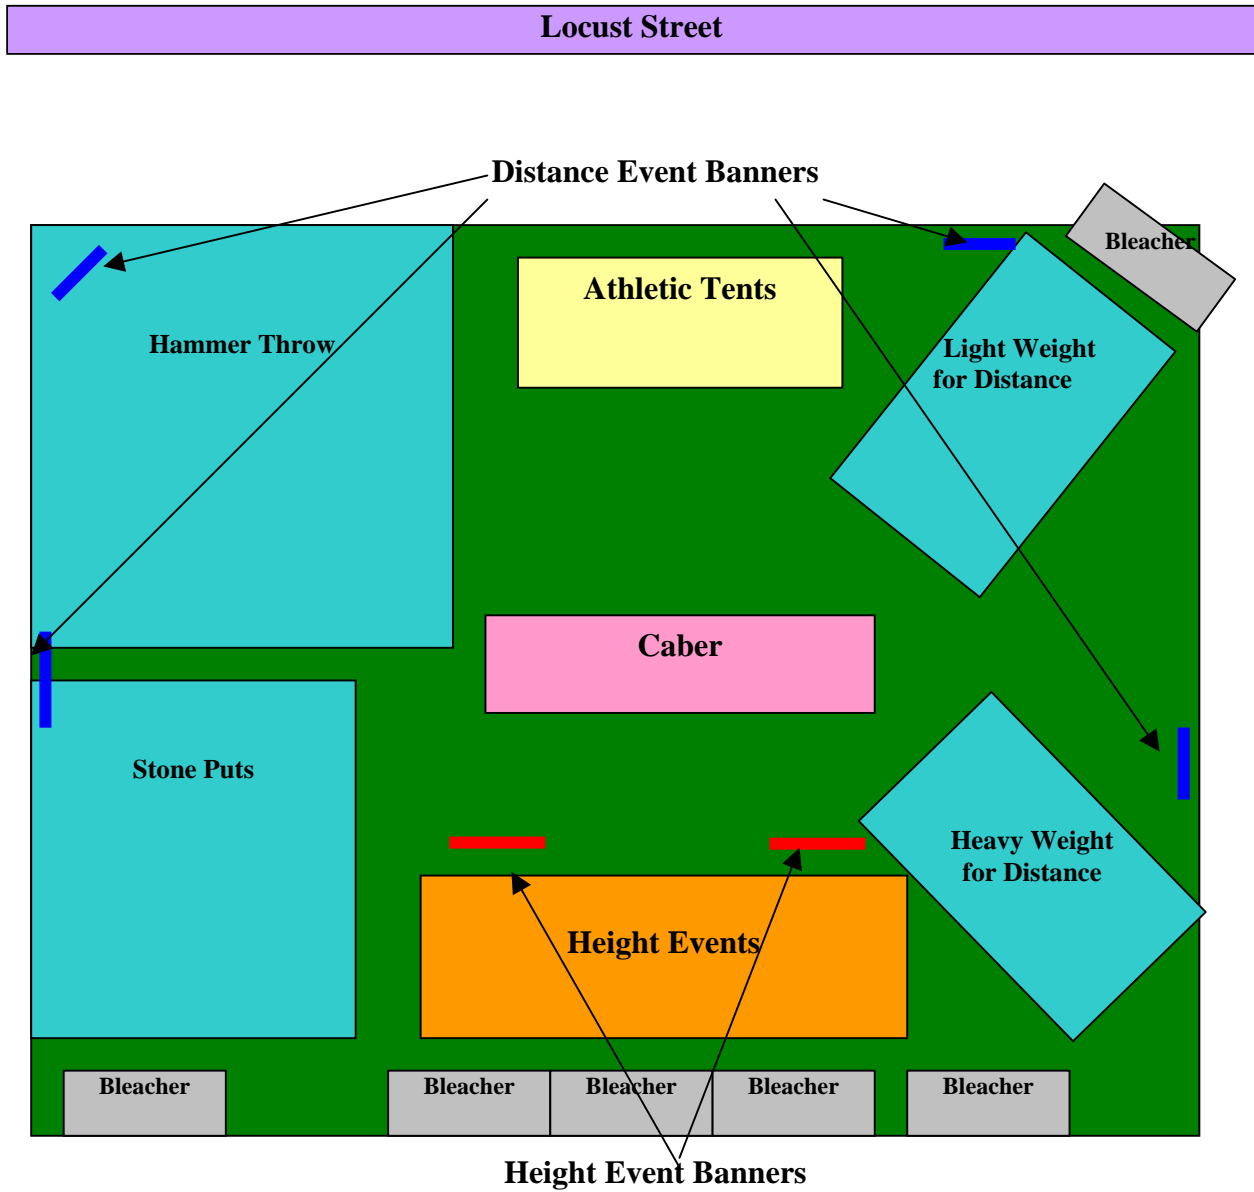 Locust Street
Distance Event Banners
Bleacher
Athletic Tents
Hammer Throw
Light Weight
for Distance
Caber
Stone Puts
Heavy Weight
for Distance
Height Events
Bleacher
Bleacher
Bleacher
Bleacher
Bleacher
Height Event Banners